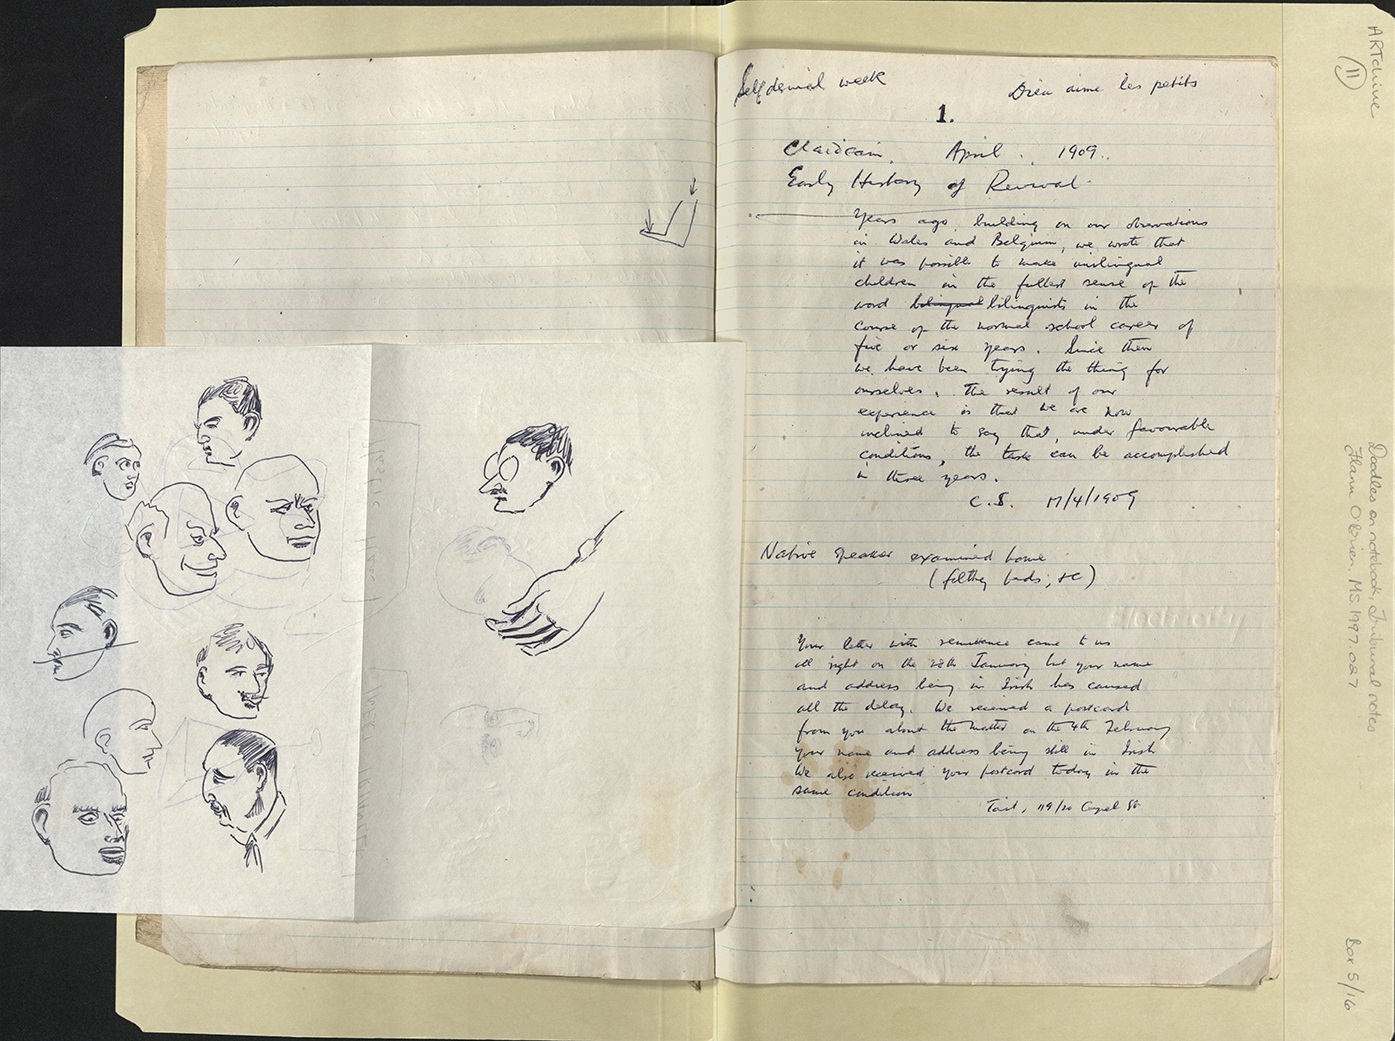 Self denial week
Dieu aime les petits
1.
Claideam, April, 1909.
Early History of Revival
Years ago, building on our observations
in Wales and Belgium, we wrote that
it was possible to make unilingual
children in the fullest sense of the
word bilingual bilinguists in the
course of the normal school career of
five or six years. Since then
we have been trying the thing for
ourselves. The result of our
experience is that we are now
inclined to say that, under favourable
conditions, the task can be accomplished
in three years.
C.S. 17/4/1909
Native speaker examined home
(filthy beds, &c)
Your letter with remittance came to us
all right on the 28th January but your name
and address being in Irish has caused
all the delay. We received a postcard
from you about the matter on the 4th February
your name and address being still in Irish
We also received your postcard today in the
same condition
Tait, 119/20 Capel St
ARTchive
11
Doodles on notebook, Tribunal notes
Flann O'Brien, MS 1997.027
Box 5/16